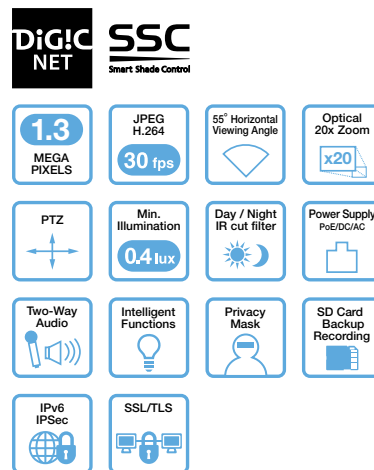 DiG!C
NET
SSC
Smart Shade Control
1.3
MEGA
PIXELS
JPEG
H.264
30 fps
55° Horizontal
Viewing Angle
Optical
20x Zoom
x20
PTZ
Min.
Illumination
0.4 lux
Day / Night
IR cut filter
Power Supply
PoE/DC/AC
Two-Way
Audio
Intelligent
Functions
Privacy
Mask
SD Card
Backup
Recording
IPv6
IPSec
SSL/TLS